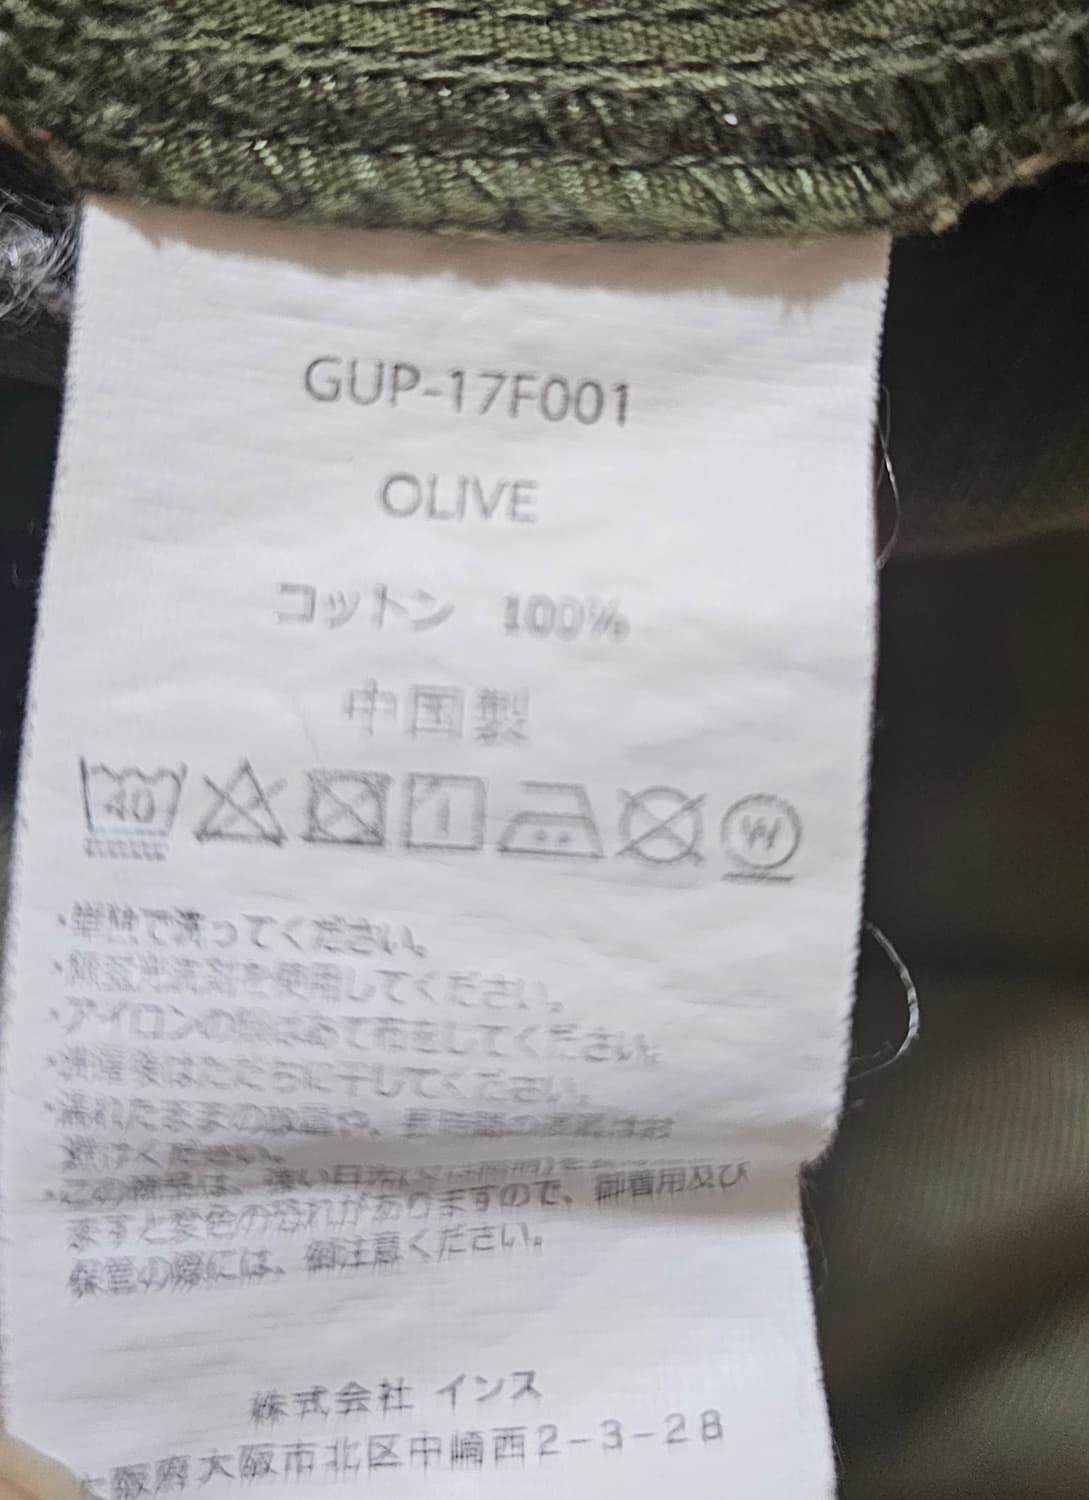 GUP-17F001
OLIVE
コットン 100%
中国製
40
W
・単独で洗ってください。
・無蛍光洗剤を使用してください。
・アイロンの際はあて布をしてください。
・洗濯後はただちに干してください。
・濡れたままの放置や、長時間の浸漬はお
避けください。
・この商品は、強い日光(又は照明)を
ますと変色の恐れがありますので、御着用及び
保管の際には、御注意ください。
株式会社 インス
大阪府大阪市北区中崎西2-3-28